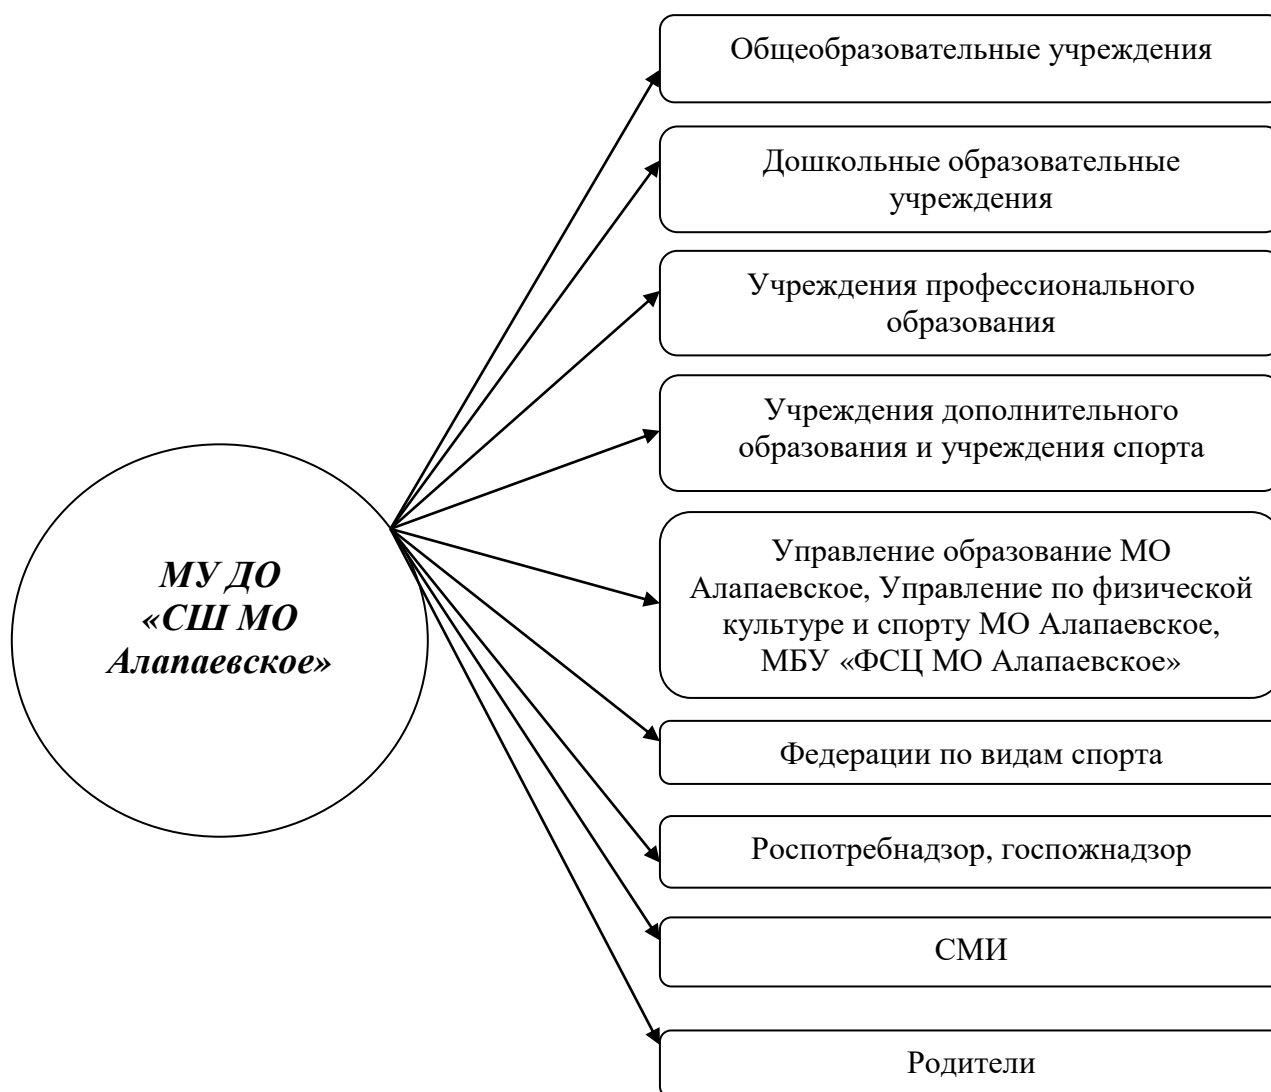 Общеобразовательные учреждения
Дошкольные образовательные
учреждения
Учреждения профессионального
образования
Учреждения дополнительного
образования и учреждения спорта
Управление образование МО
Алапаевское, Управление по физической
культуре и спорту МО Алапаевское,
МБУ «ФСЦ МО Алапаевское»
МУ ДО
«СШ МО
Алапаевское»
Федерации по видам спорта
Роспотребнадзор, госпожнадзор
СМИ
Родители